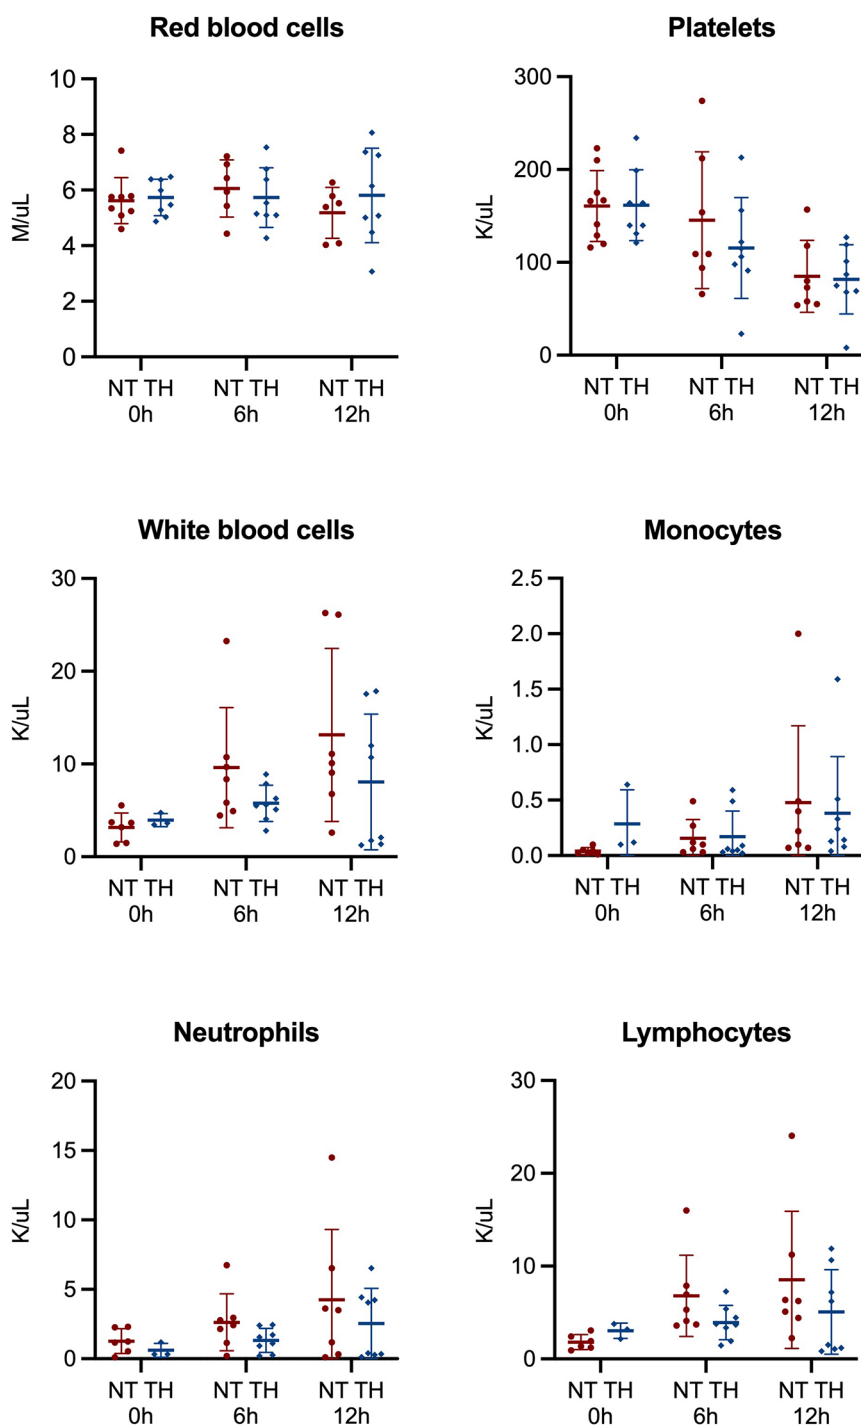 Red blood cells
10
8
6
4
2
0
M/uL
NT TH NT TH NT TH
0h 6h 12h
Platelets
300
200
100
0
K/uL
NT TH NT TH NT TH
0h 6h 12h
White blood cells
30
20
10
0
K/uL
NT TH NT TH NT TH
0h 6h 12h
Monocytes
2.5
2.0
1.5
1.0
0.5
0.0
K/uL
NT TH NT TH NT TH
0h 6h 12h
Neutrophils
20
15
10
5
0
K/uL
NT TH NT TH NT TH
0h 6h 12h
Lymphocytes
30
20
10
0
K/uL
NT TH NT TH NT TH
0h 6h 12h